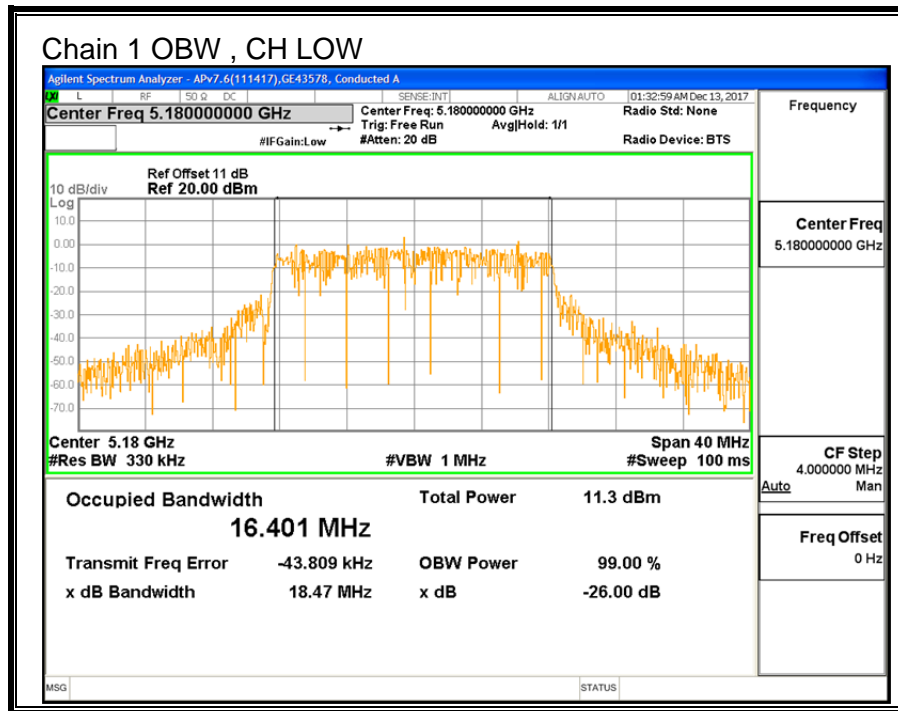 Chain 1 OBW , CH LOW
Agilent Spectrum Analyzer - APv7.6(111417),GE43578, Conducted A
LXI L RF 50 Ω DC SENSE:INT ALIGNAUTO 01:32:59 AM Dec 13, 2017
Center Freq 5.180000000 GHz
Center Freq: 5.180000000 GHz
Radio Std: None
Trig: Free Run Avg|Hold: 1/1
#IFGain:Low #Atten: 20 dB Radio Device: BTS
Ref Offset 11 dB
10 dB/div Ref 20.00 dBm
Log
10.0
0.00
-10.0
-20.0
-30.0
-40.0
-50.0
-60.0
-70.0
Center 5.18 GHz Span 40 MHz
#Res BW 330 kHz #VBW 1 MHz #Sweep 100 ms
Occupied Bandwidth Total Power 11.3 dBm
16.401 MHz
Transmit Freq Error -43.809 kHz OBW Power 99.00 %
x dB Bandwidth 18.47 MHz x dB -26.00 dB
MSG STATUS
Frequency
Center Freq
5.180000000 GHz
CF Step
4.000000 MHz
Auto Man
Freq Offset
0 Hz